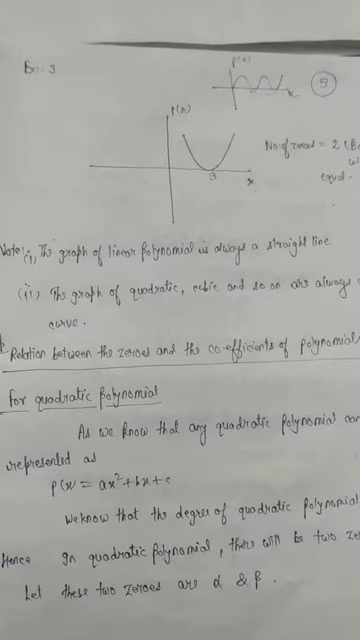 Ex:- 3
p(x)
x
5
p(x)
3
x
No. of zeroes = 2
equal.
Note: (i) The graph of linear polynomial is always a straight line
(ii) The graph of quadratic, cubic and so on are always
curve.
Relation between the zeroes and the co-efficients of polynomials
for quadratic polynomial
As we know that any quadratic polynomial can
represented as
P(x = ax²+bx+c
We know that the degree of quadratic polynomial
Hence In quadratic polynomial, there will be two
Let these two zeroes are α & β.